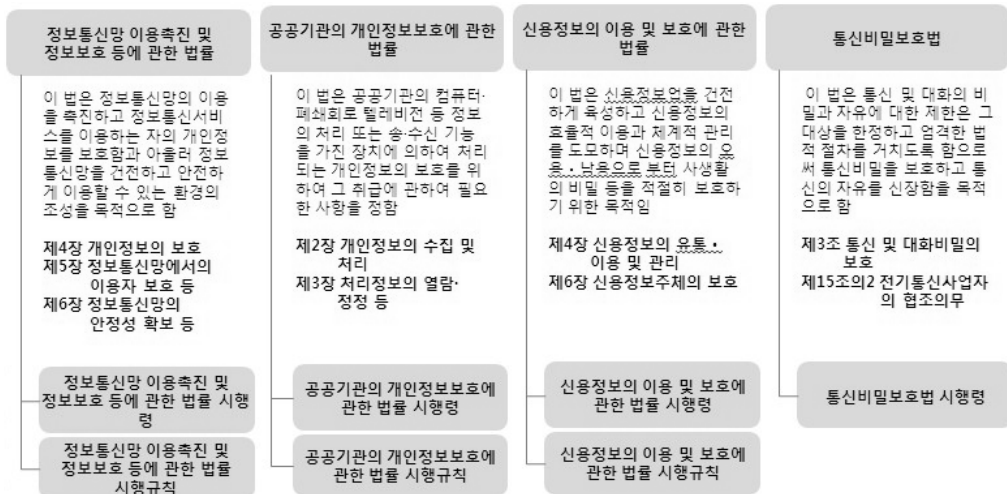 정보통신망 이용촉진 및
정보보호 등에 관한 법률
이 법은 정보통신망의 이용
을 촉진하고 정보통신서비
스를 이용하는 자의 개인정
보를 보호함과 아울러 정보
통신망을 건전하고 안전하
게 이용할 수 있는 환경의
조성을 목적으로 함
제4장 개인정보의 보호
제5장 정보통신망에서의
이용자 보호 등
제6장 정보통신망의
안정성 확보 등
정보통신망 이용촉진 및
정보보호 등에 관한 법률 시행
령
정보통신망 이용촉진 및
정보보호 등에 관한 법률
시행규칙
공공기관의 개인정보보호에 관한
법률
이 법은 공공기관의 컴퓨터·
폐쇄회로 텔레비전 등 정보
의 처리 또는 송·수신 기능
을 가진 장치에 의하여 처리
되는 개인정보의 보호를 위
하여 그 취급에 관하여 필요
한 사항을 정함
제2장 개인정보의 수집 및
처리
제3장 처리정보의 열람·
정정 등
공공기관의 개인정보보호에
관한 법률 시행령
공공기관의 개인정보보호에
관한 법률 시행규칙
신용정보의 이용 및 보호에 관한
법률
이 법은 신용정보업을 건전
하게 육성하고 신용정보의
효율적 이용과 체계적 관리
를 도모하며 신용정보의 오
용·남용으로 부터 사생활
의 비밀 등을 적절히 보호하
기 위한 목적임
제4장 신용정보의 유통·
이용 및 관리
제6장 신용정보주체의 보호
신용정보의 이용 및 보호에
관한 법률 시행령
신용정보의 이용 및 보호에
관한 법률 시행규칙
통신비밀보호법
이 법은 통신 및 대화의 비
밀과 자유에 대한 제한은 그
대상을 한정하고 엄격한 법
적 절차를 거치도록 함으로
써 통신비밀을 보호하고 통
신의 자유를 신장함을 목적
으로 함
제3조 통신 및 대화비밀의
보호
제15조의2 전기통신사업자
의 협조의무
통신비밀보호법 시행령